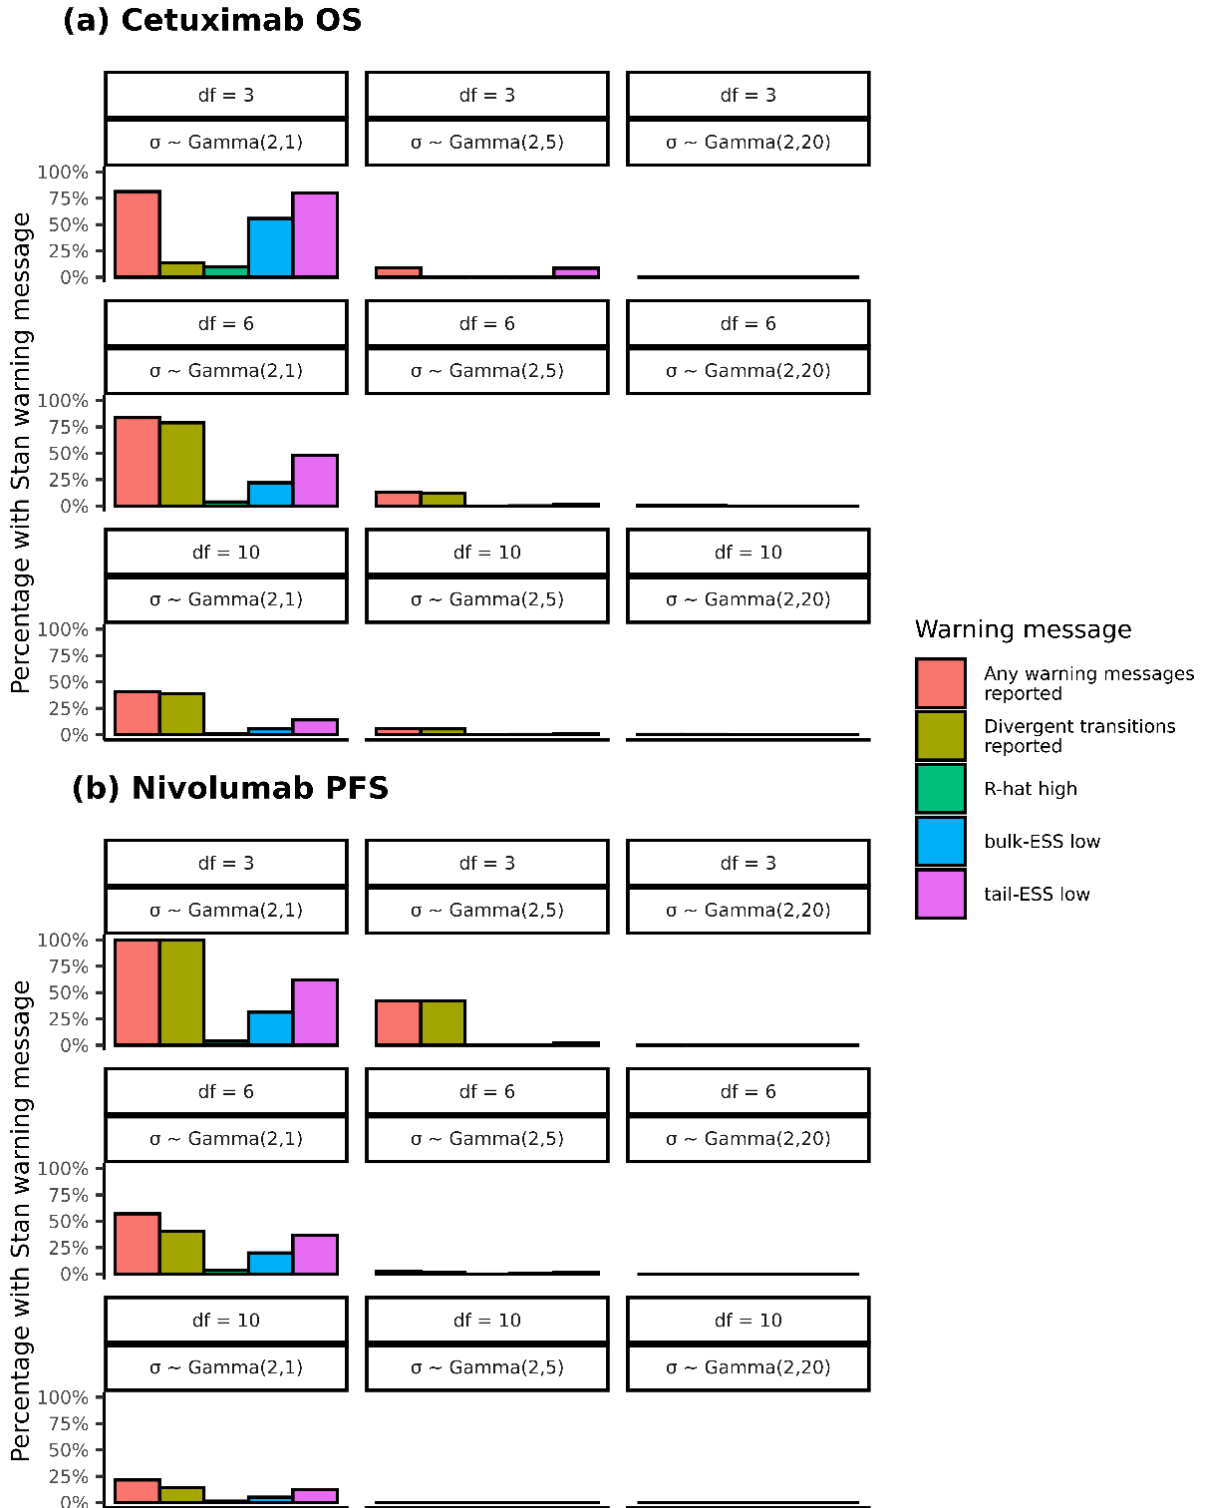 (a) Cetuximab OS
df = 3
df = 3
df = 3
σ ~ Gamma(2,1)
σ ~ Gamma(2,5)
σ ~ Gamma(2,20)
100%
75%
50%
25%
0%
df = 6
df = 6
df = 6
σ ~ Gamma(2,1)
σ ~ Gamma(2,5)
σ ~ Gamma(2,20)
100%
75%
50%
25%
0%
df = 10
df = 10
df = 10
σ ~ Gamma(2,1)
σ ~ Gamma(2,5)
σ ~ Gamma(2,20)
100%
75%
50%
25%
0%
Percentage with Stan warning message
Warning message
Any warning messages
reported
Divergent transitions
reported
R-hat high
bulk-ESS low
tail-ESS low
(b) Nivolumab PFS
df = 3
df = 3
df = 3
σ ~ Gamma(2,1)
σ ~ Gamma(2,5)
σ ~ Gamma(2,20)
100%
75%
50%
25%
0%
df = 6
df = 6
df = 6
σ ~ Gamma(2,1)
σ ~ Gamma(2,5)
σ ~ Gamma(2,20)
100%
75%
50%
25%
0%
df = 10
df = 10
df = 10
σ ~ Gamma(2,1)
σ ~ Gamma(2,5)
σ ~ Gamma(2,20)
100%
75%
50%
25%
0%
Percentage with Stan warning message